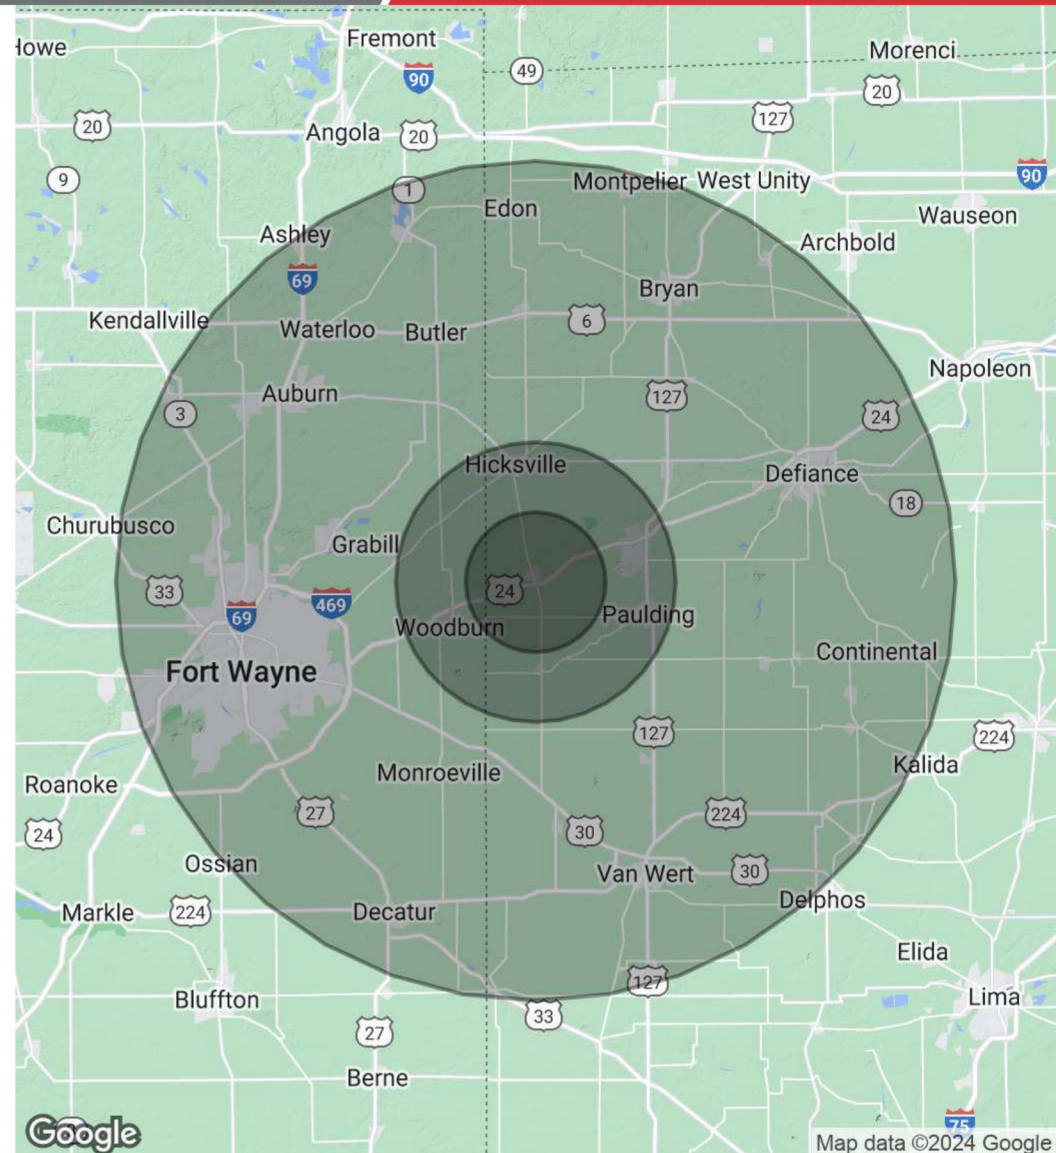 Howe
Fremont
Morenci
90
49
20
127
20
Angola
20
9
1
Montpelier
West Unity
90
Edon
Wauseon
Ashley
Archbold
69
Bryan
Kendallville
Waterloo
Butler
6
Napoleon
Auburn
127
3
24
Hicksville
Defiance
18
Churubusco
Grabill
33
24
469
69
Woodburn
Paulding
Continental
Fort Wayne
127
224
Kalida
Monroeville
Roanoke
27
224
24
30
Ossian
Van Wert
30
Delphos
Markle
224
Decatur
Elida
127
Bluffton
Lima
33
27
Berne
75
Google
Map data ©2024 Google